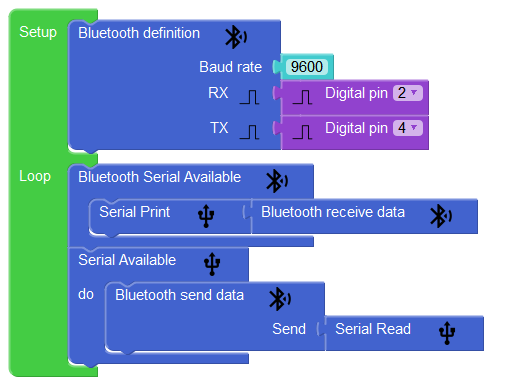 Setup Bluetooth definition
Baud rate 9600
RX Digital pin 2
TX Digital pin 4
Loop Bluetooth Serial Available
Serial Print Bluetooth receive data
Serial Available
do Bluetooth send data
Send Serial Read